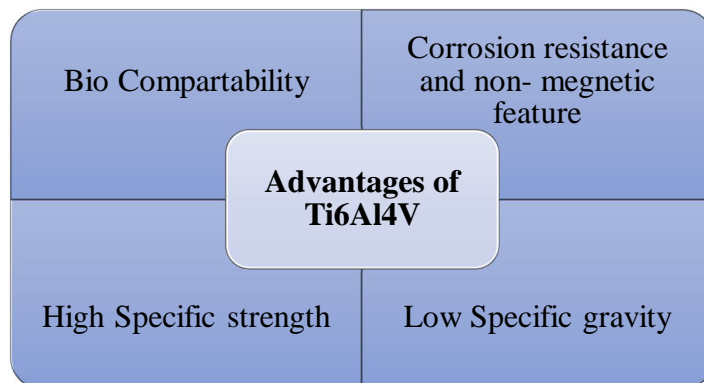 Bio Compartability
Corrosion resistance
and non- megnetic
feature
Advantages of
Ti6Al4V
High Specific strength
Low Specific gravity